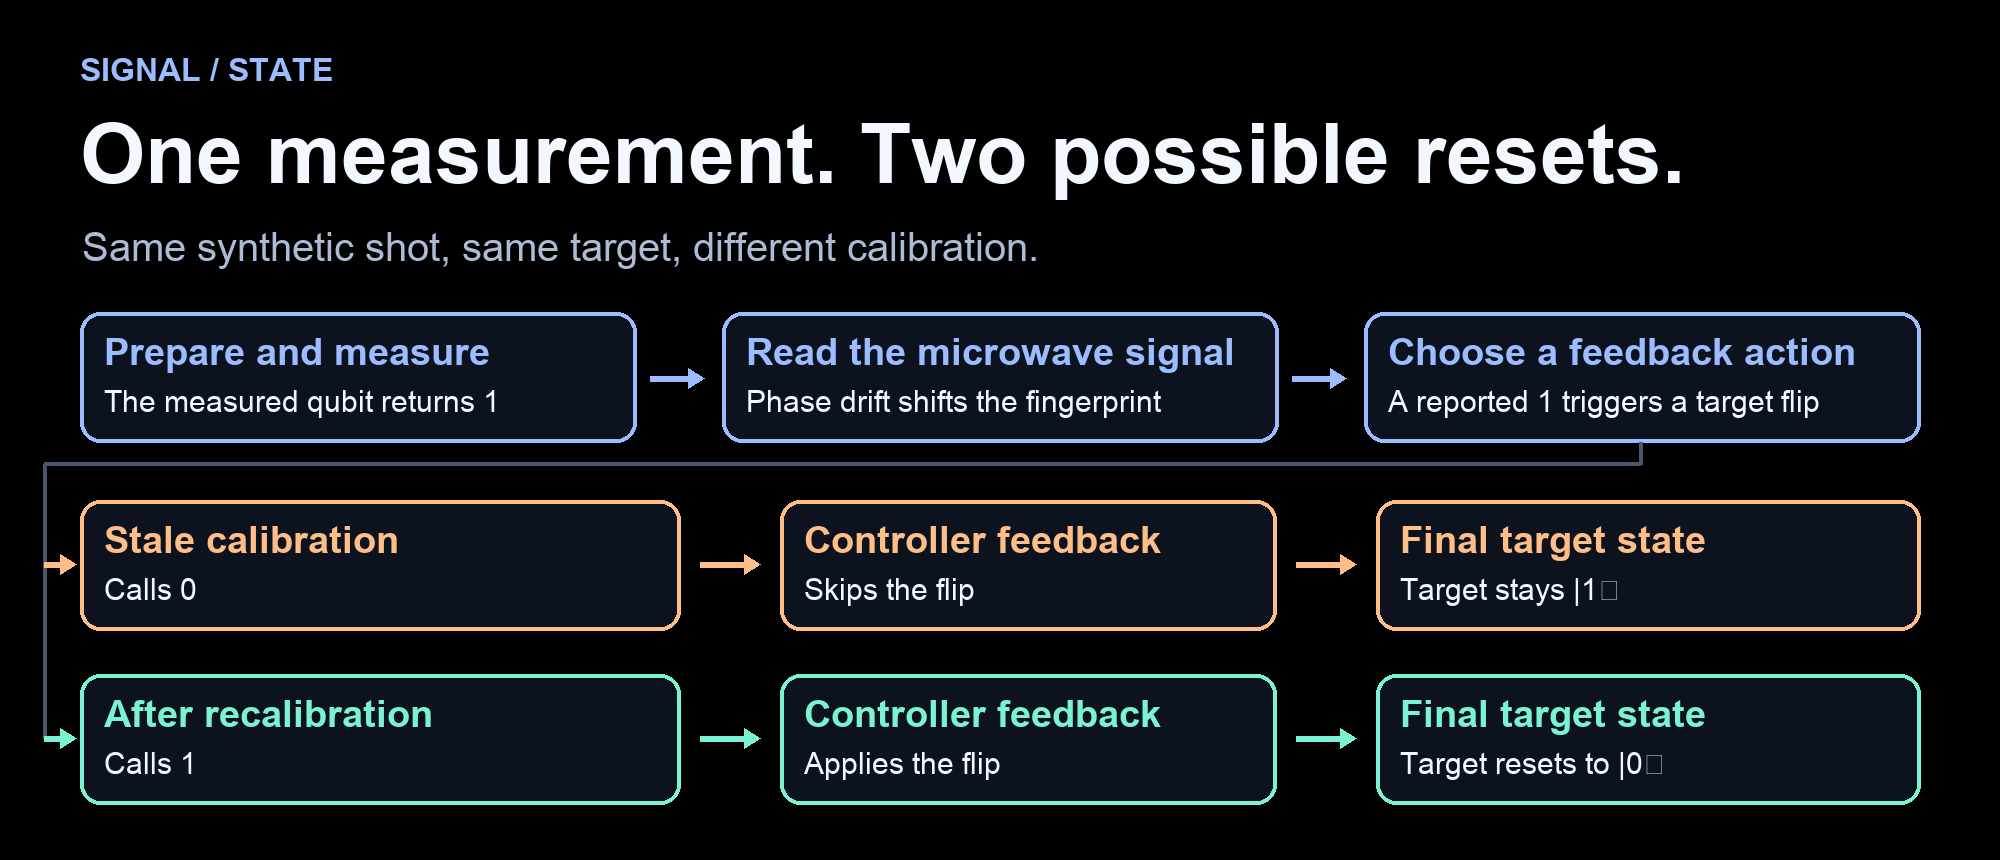 SIGNAL / STATE
One measurement. Two possible resets.
Same synthetic shot, same target, different calibration.
Prepare and measure
The measured qubit returns 1
Read the microwave signal
Phase drift shifts the fingerprint
Choose a feedback action
A reported 1 triggers a target flip
Stale calibration
Calls 0
Controller feedback
Skips the flip
Final target state
Target stays |1□
After recalibration
Calls 1
Controller feedback
Applies the flip
Final target state
Target resets to |0□